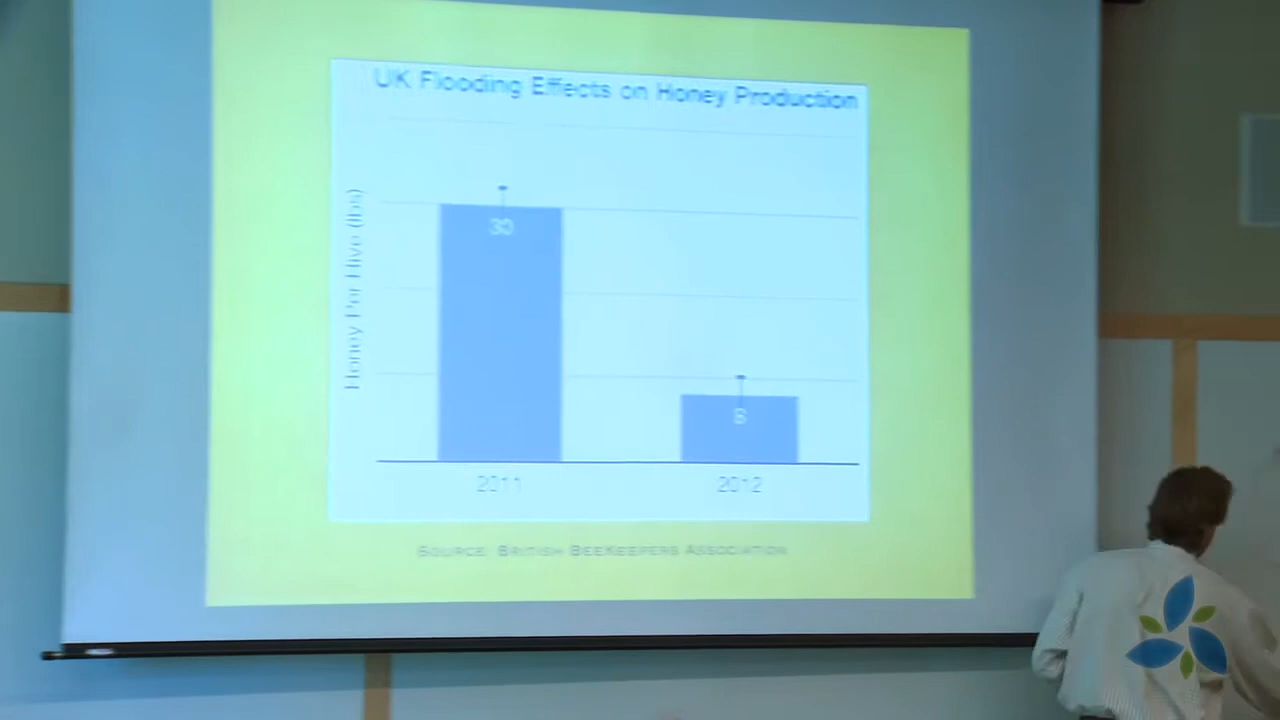 UK Flooding Effects on Honey Production
Honey Per Hive (lbs)
30
8
2011
2012
Source: British BeeKeepers Association